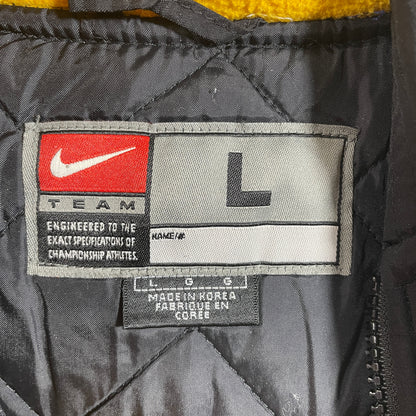 TEAM
ENGINEERED TO THE
EXACT SPECIFICATIONS OF
CHAMPIONSHIP ATHLETES.
L
NAME/#
L G G
MADE IN KOREA
FABRIQUE EN
COREE